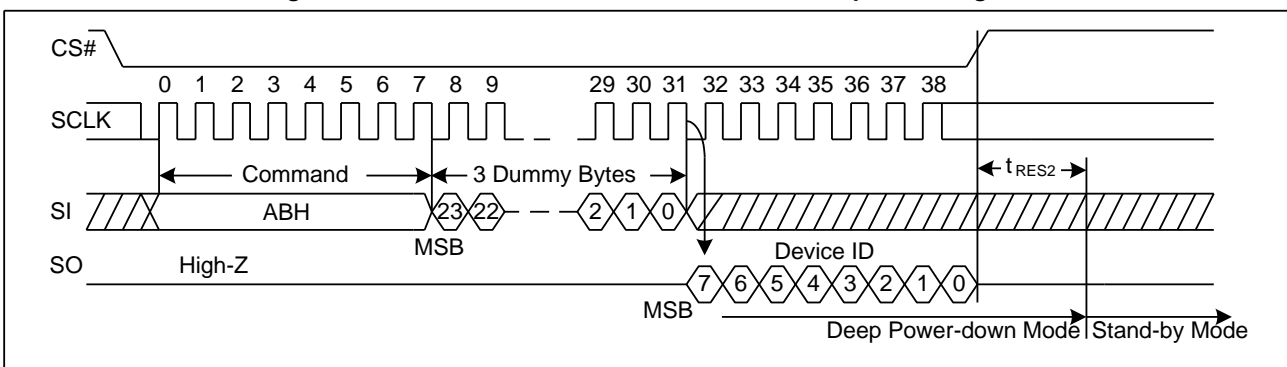 CS#
0 1 2 3 4 5 6 7 8 9 29 30 31 32 33 34 35 36 37 38
SCLK
Command 3 Dummy Bytes tRES2
SI ABH 23 22 2 1 0
MSB Device ID
SO High-Z
7 6 5 4 3 2 1 0
MSB
Deep Power-down Mode Stand-by Mode